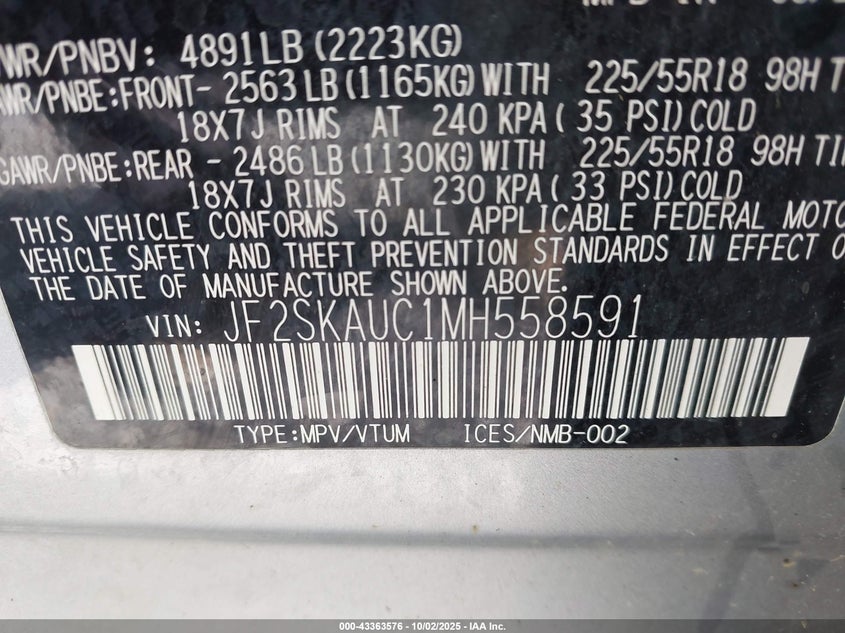 WR/PNBV: 4891LB (2223KG)
WR/PNBE:FRONT- 2563LB(1165KG)WITH 225/55R18 98H
18X7J RIMS AT 240 KPA( 35 PSI)COLD
GAWR/PNBE:REAR - 2486LB(1130KG)WITH 225/55R18 98H
18X7J RIMS AT 230 KPA( 33 PSI)COLD
THIS VEHICLE CONFORMS TO ALL APPLICABLE FEDERAL MOTO
VEHICLE SAFETY AND THEFT PREVENTION STANDARDS IN EFFECT O
THE DATE OF MANUFACTURE SHOWN ABOVE.
VIN: JF2SKAUC1MH558591
TYPE:MPV/VTUM ICES/NMB-002
000-43363576 - 10/02/2025 - IAA Inc.